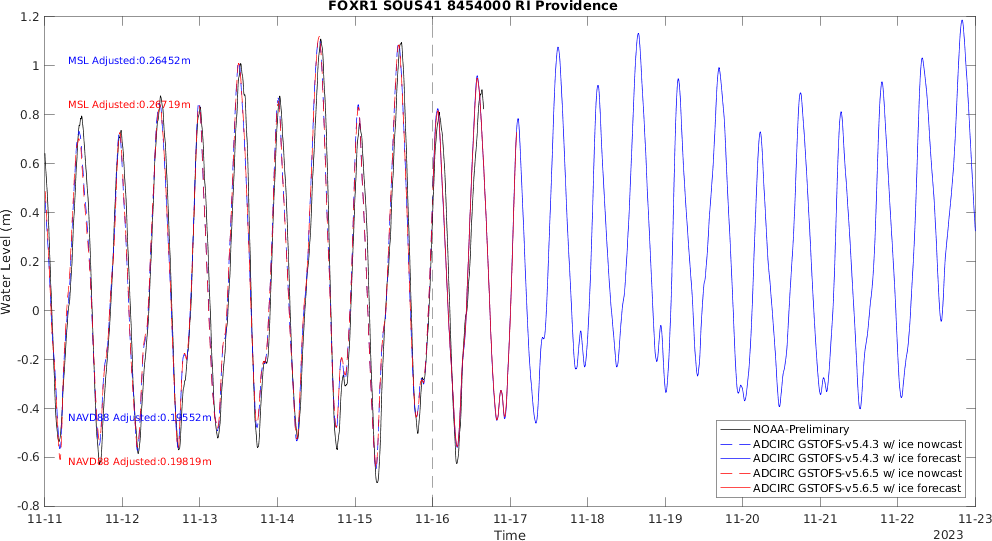 FOXR1 SOUS41 8454000 RI Providence
1.2
1
0.8
0.6
0.4
0.2
0
-0.2
-0.4
-0.6
-0.8
Water Level (m)
MSL Adjusted:0.26452m
MSL Adjusted:0.26719m
NAVD88 Adjusted:0.19552m
NAVD88 Adjusted:0.19819m
NOAA-Preliminary
ADCIRC GSTOFS-v5.4.3 w/ ice nowcast
ADCIRC GSTOFS-v5.4.3 w/ ice forecast
ADCIRC GSTOFS-v5.6.5 w/ ice nowcast
ADCIRC GSTOFS-v5.6.5 w/ ice forecast
11-11 11-12 11-13 11-14 11-15 11-16 11-17 11-18 11-19 11-20 11-21 11-22 11-23
Time
2023